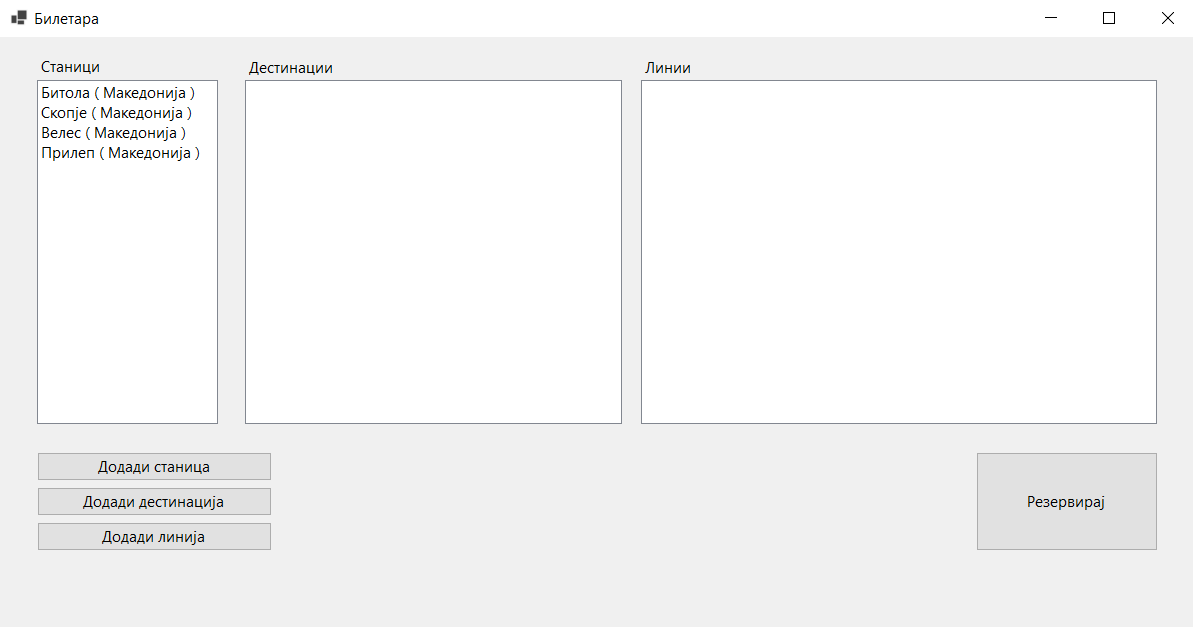 Билетара
Станици
Дестинации
Линии
Битола ( Македонија )
Скопје ( Македонија )
Велес ( Македонија )
Прилеп ( Македонија )
Додади станица
Додади дестинација
Додади линија
Резервирај